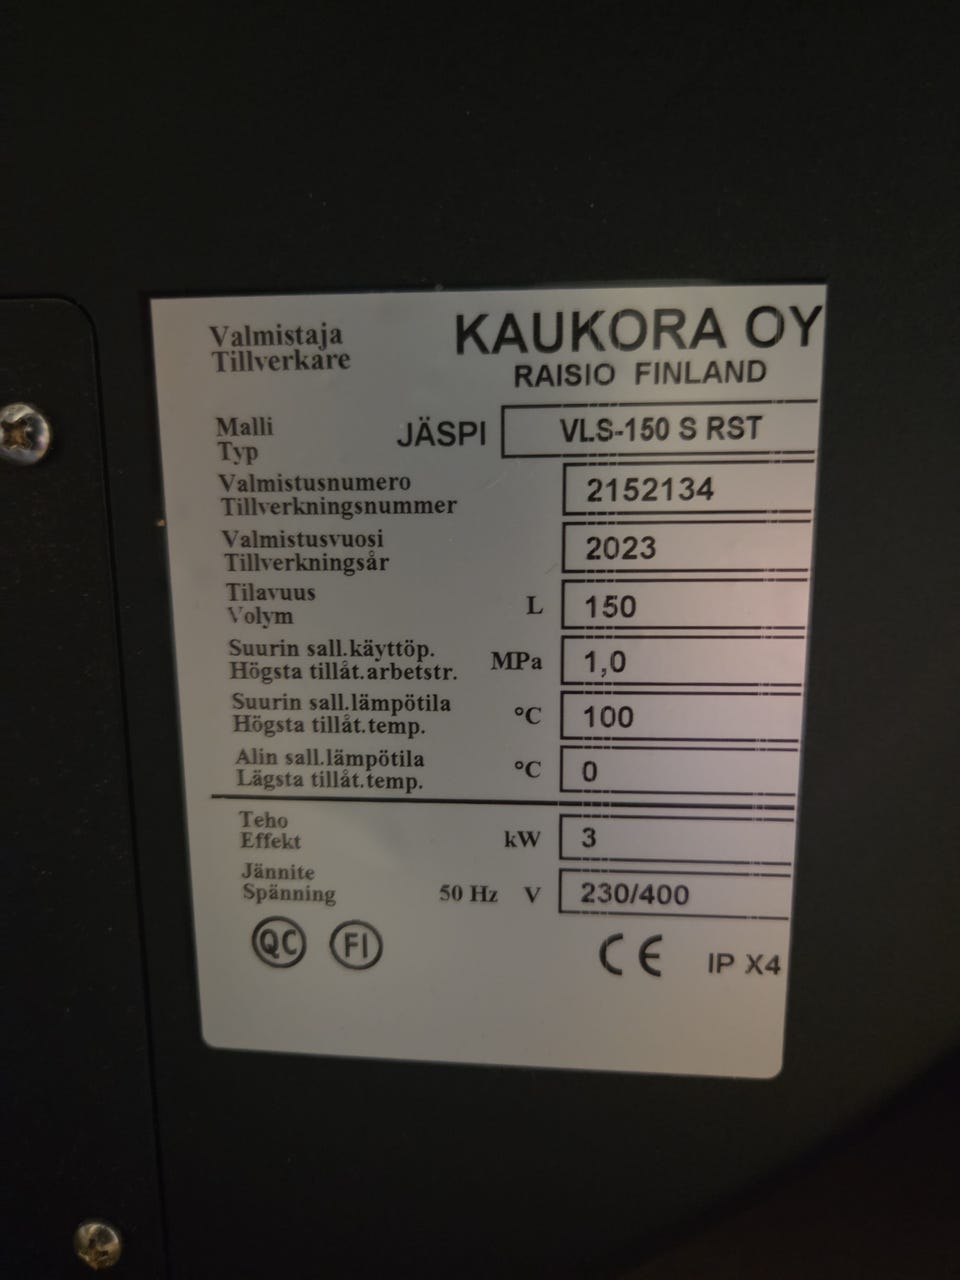 Valmistaja
Tillverkare
KAUKORA OY
RAISIO FINLAND
Malli
Typ
JÄSPI VLS-150 S RST
Valmistusnumero
Tillverkningsnummer
2152134
Valmistusvuosi
Tillverkningsår
2023
Tilavuus
Volym
L 150
Suurin sall.käyttöp.
Högsta tillåt.arbetstr.
MPa 1,0
Suurin sall.lämpötila
Högsta tillåt.temp.
°C 100
Alin sall.lämpötila
Lägsta tillåt.temp.
°C 0
Teho
Effekt
kW 3
Jännite
Spänning
50 Hz V 230/400
QC FI CE IP X4